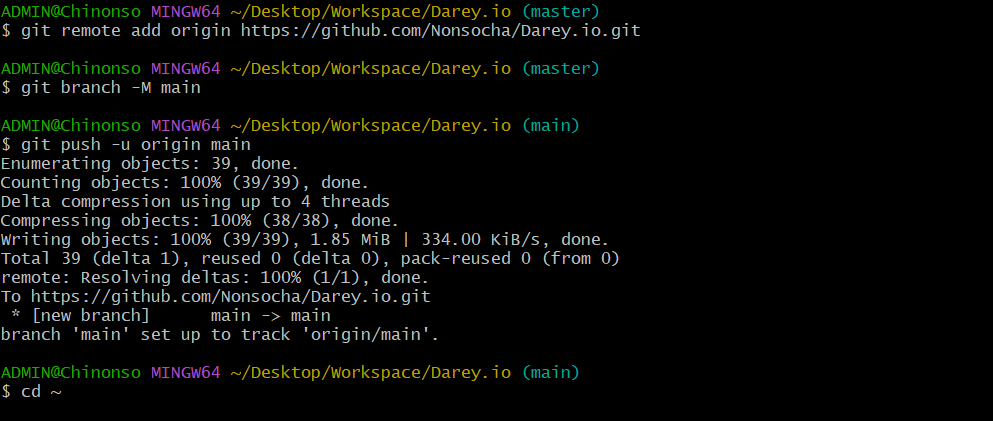 ADMIN@Chinonso MINGW64 ~/Desktop/Workspace/Darey.io (master)
$ git remote add origin https://github.com/Nonsocha/Darey.io.git
ADMIN@Chinonso MINGW64 ~/Desktop/Workspace/Darey.io (master)
$ git branch -M main
ADMIN@Chinonso MINGW64 ~/Desktop/Workspace/Darey.io (main)
$ git push -u origin main
Enumerating objects: 39, done.
Counting objects: 100% (39/39), done.
Delta compression using up to 4 threads
Compressing objects: 100% (38/38), done.
Writing objects: 100% (39/39), 1.85 MiB | 334.00 KiB/s, done.
Total 39 (delta 1), reused 0 (delta 0), pack-reused 0 (from 0)
remote: Resolving deltas: 100% (1/1), done.
To https://github.com/Nonsocha/Darey.io.git
 * [new branch]      main -> main
branch 'main' set up to track 'origin/main'.
ADMIN@Chinonso MINGW64 ~/Desktop/Workspace/Darey.io (main)
$ cd ~